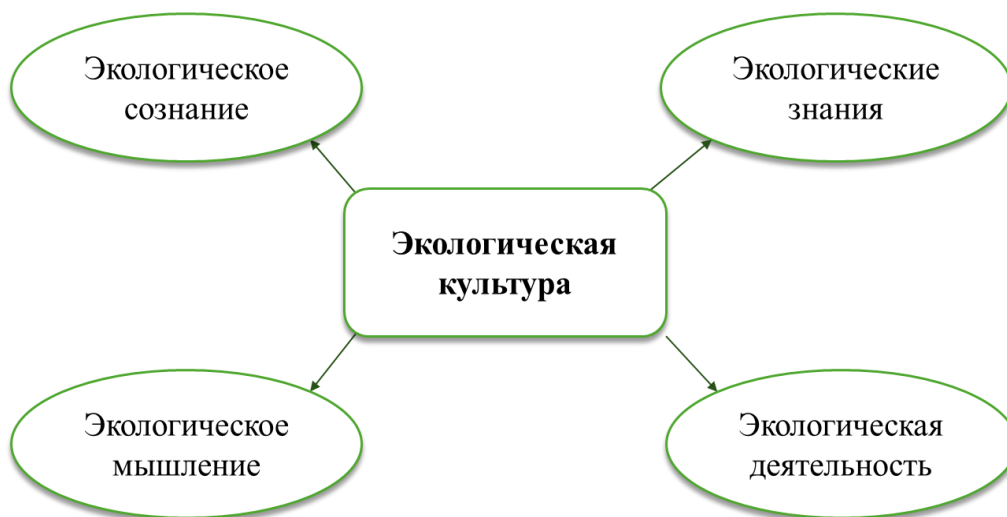 Экологическое
сознание
Экологические
знания
Экологическая
культура
Экологическое
мышление
Экологическая
деятельность